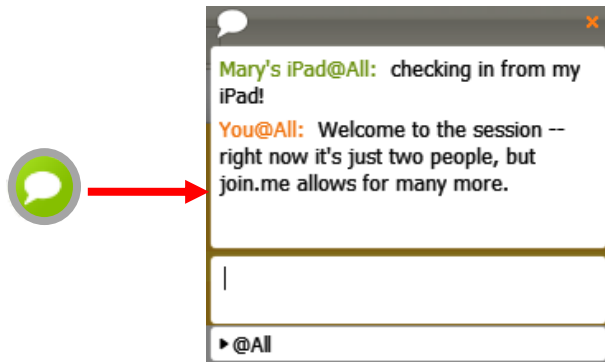 Mary's iPad@All: checking in from my
iPad!
You@All: Welcome to the session --
right now it's just two people, but
join.me allows for many more.
@All